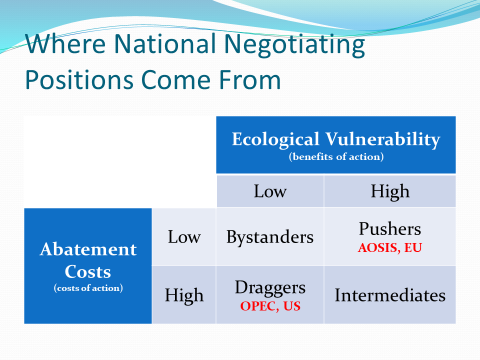 Where National Negotiating
Positions Come From
Ecological Vulnerability
(benefits of action)
Low High
Abatement
Costs
(costs of action)
Low Bystanders Pushers
AOSIS, EU
High Draggers
OPEC, US
Intermediates